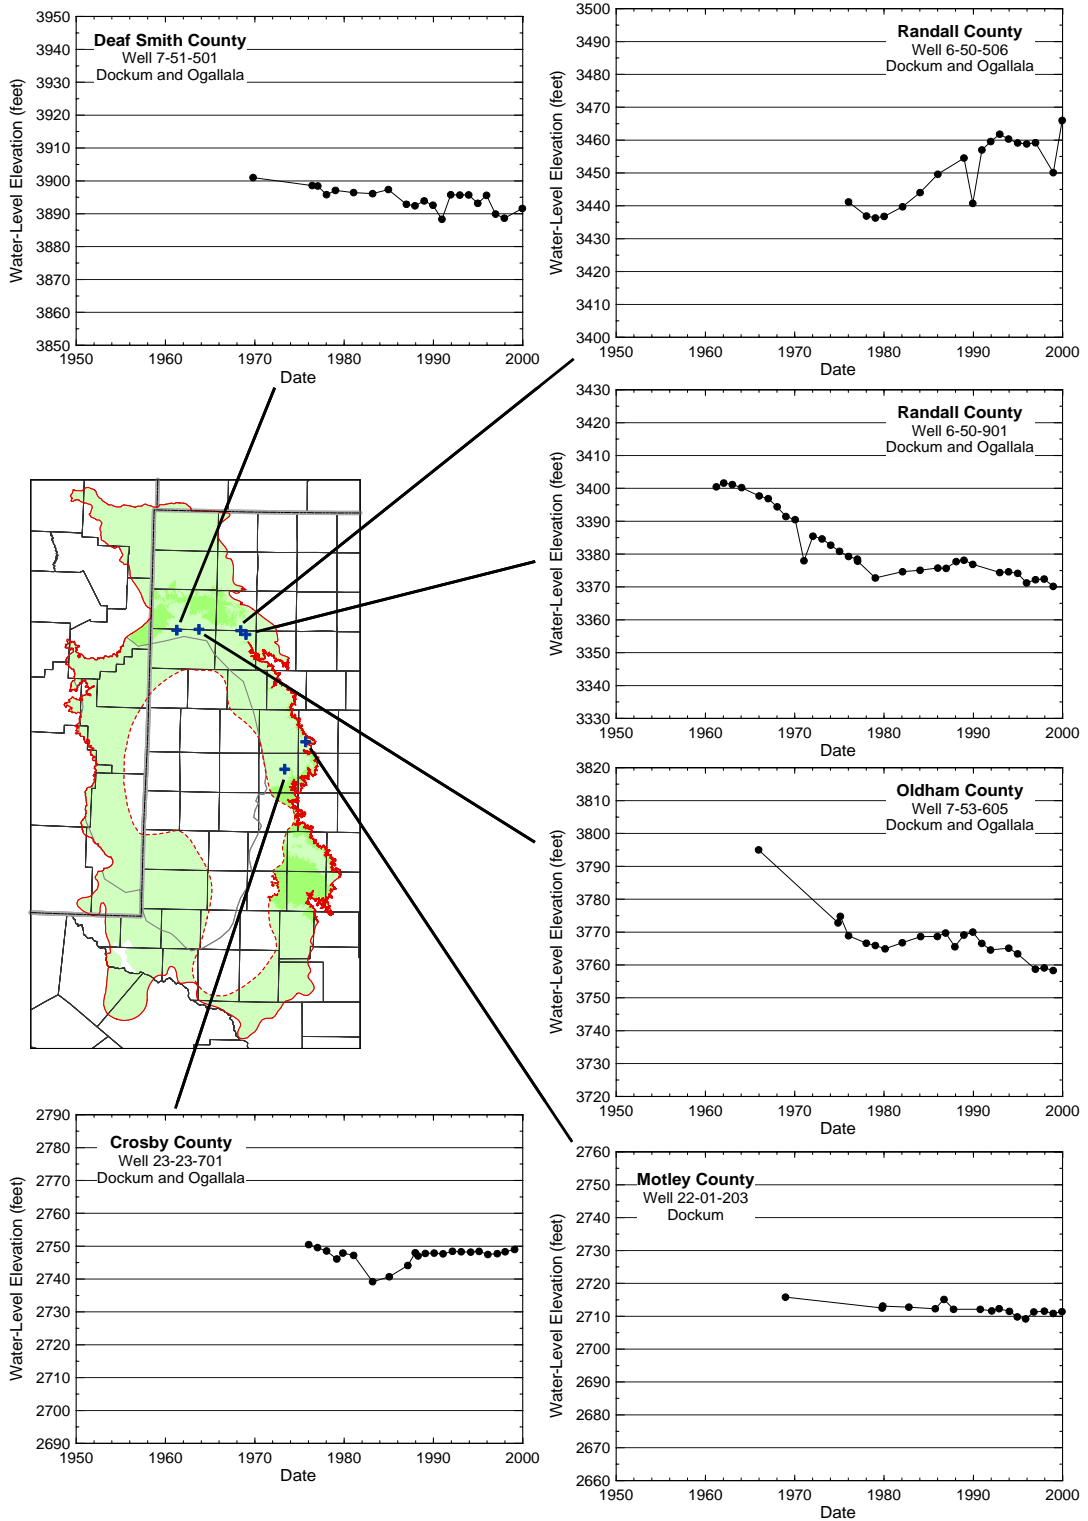 Deaf Smith County
Well 7-51-501
Dockum and Ogallala
Water-Level Elevation (feet)
3950
3940
3930
3920
3910
3900
3890
3880
3870
3860
3850
1950 1960 1970 1980 1990 2000
Date
Randall County
Well 6-50-506
Dockum and Ogallala
Water-Level Elevation (feet)
3500
3490
3480
3470
3460
3450
3440
3430
3420
3410
3400
1950 1960 1970 1980 1990 2000
Date
Randall County
Well 6-50-901
Dockum and Ogallala
Water-Level Elevation (feet)
3430
3420
3410
3400
3390
3380
3370
3360
3350
3340
3330
1950 1960 1970 1980 1990 2000
Date
Oldham County
Well 7-53-605
Dockum and Ogallala
Water-Level Elevation (feet)
3820
3810
3800
3790
3780
3770
3760
3750
3740
3730
3720
1950 1960 1970 1980 1990 2000
Date
Crosby County
Well 23-23-701
Dockum and Ogallala
Water-Level Elevation (feet)
2790
2780
2770
2760
2750
2740
2730
2720
2710
2700
2690
1950 1960 1970 1980 1990 2000
Date
Motley County
Well 22-01-203
Dockum
Water-Level Elevation (feet)
2760
2750
2740
2730
2720
2710
2700
2690
2680
2670
2660
1950 1960 1970 1980 1990 2000
Date